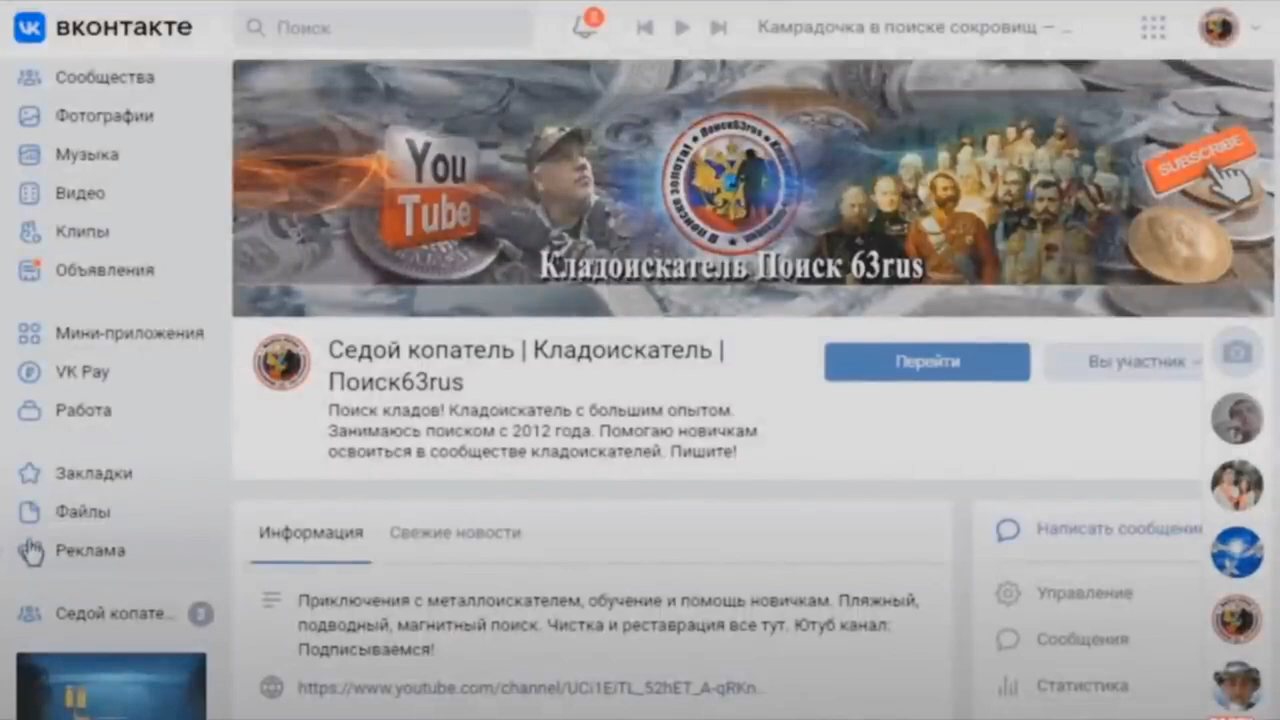 вконтакте
Поиск
Камрадочка в поиске сокровищ – ...
Сообщества
Фотографии
Музыка
Видео
Клипы
Объявления
Мини-приложения
VK Pay
Работа
Закладки
Файлы
Реклама
Седой копате...
You
Tube
Поиск63rus
В поиске золота!
SUBSCRIBE
Кладоискатель Поиск 63rus
Седой копатель | Кладоискатель |
Поиск63rus
Поиск кладов! Кладоискатель с большим опытом.
Занимаюсь поиском с 2012 года. Помогаю новичкам
освоиться в сообществе кладоискателей. Пишите!
Перейти
Вы участник
Информация
Свежие новости
Приключения с металлоискателем, обучение и помощь новичкам. Пляжный,
подводный, магнитный поиск. Чистка и реставрация все тут. Ютуб канал:
Подписываемся!
https://www.youtube.com/channel/UCi1EiTL_52hET_A-qRKn...
Написать сообщени
Управление
Сообщения
Статистика